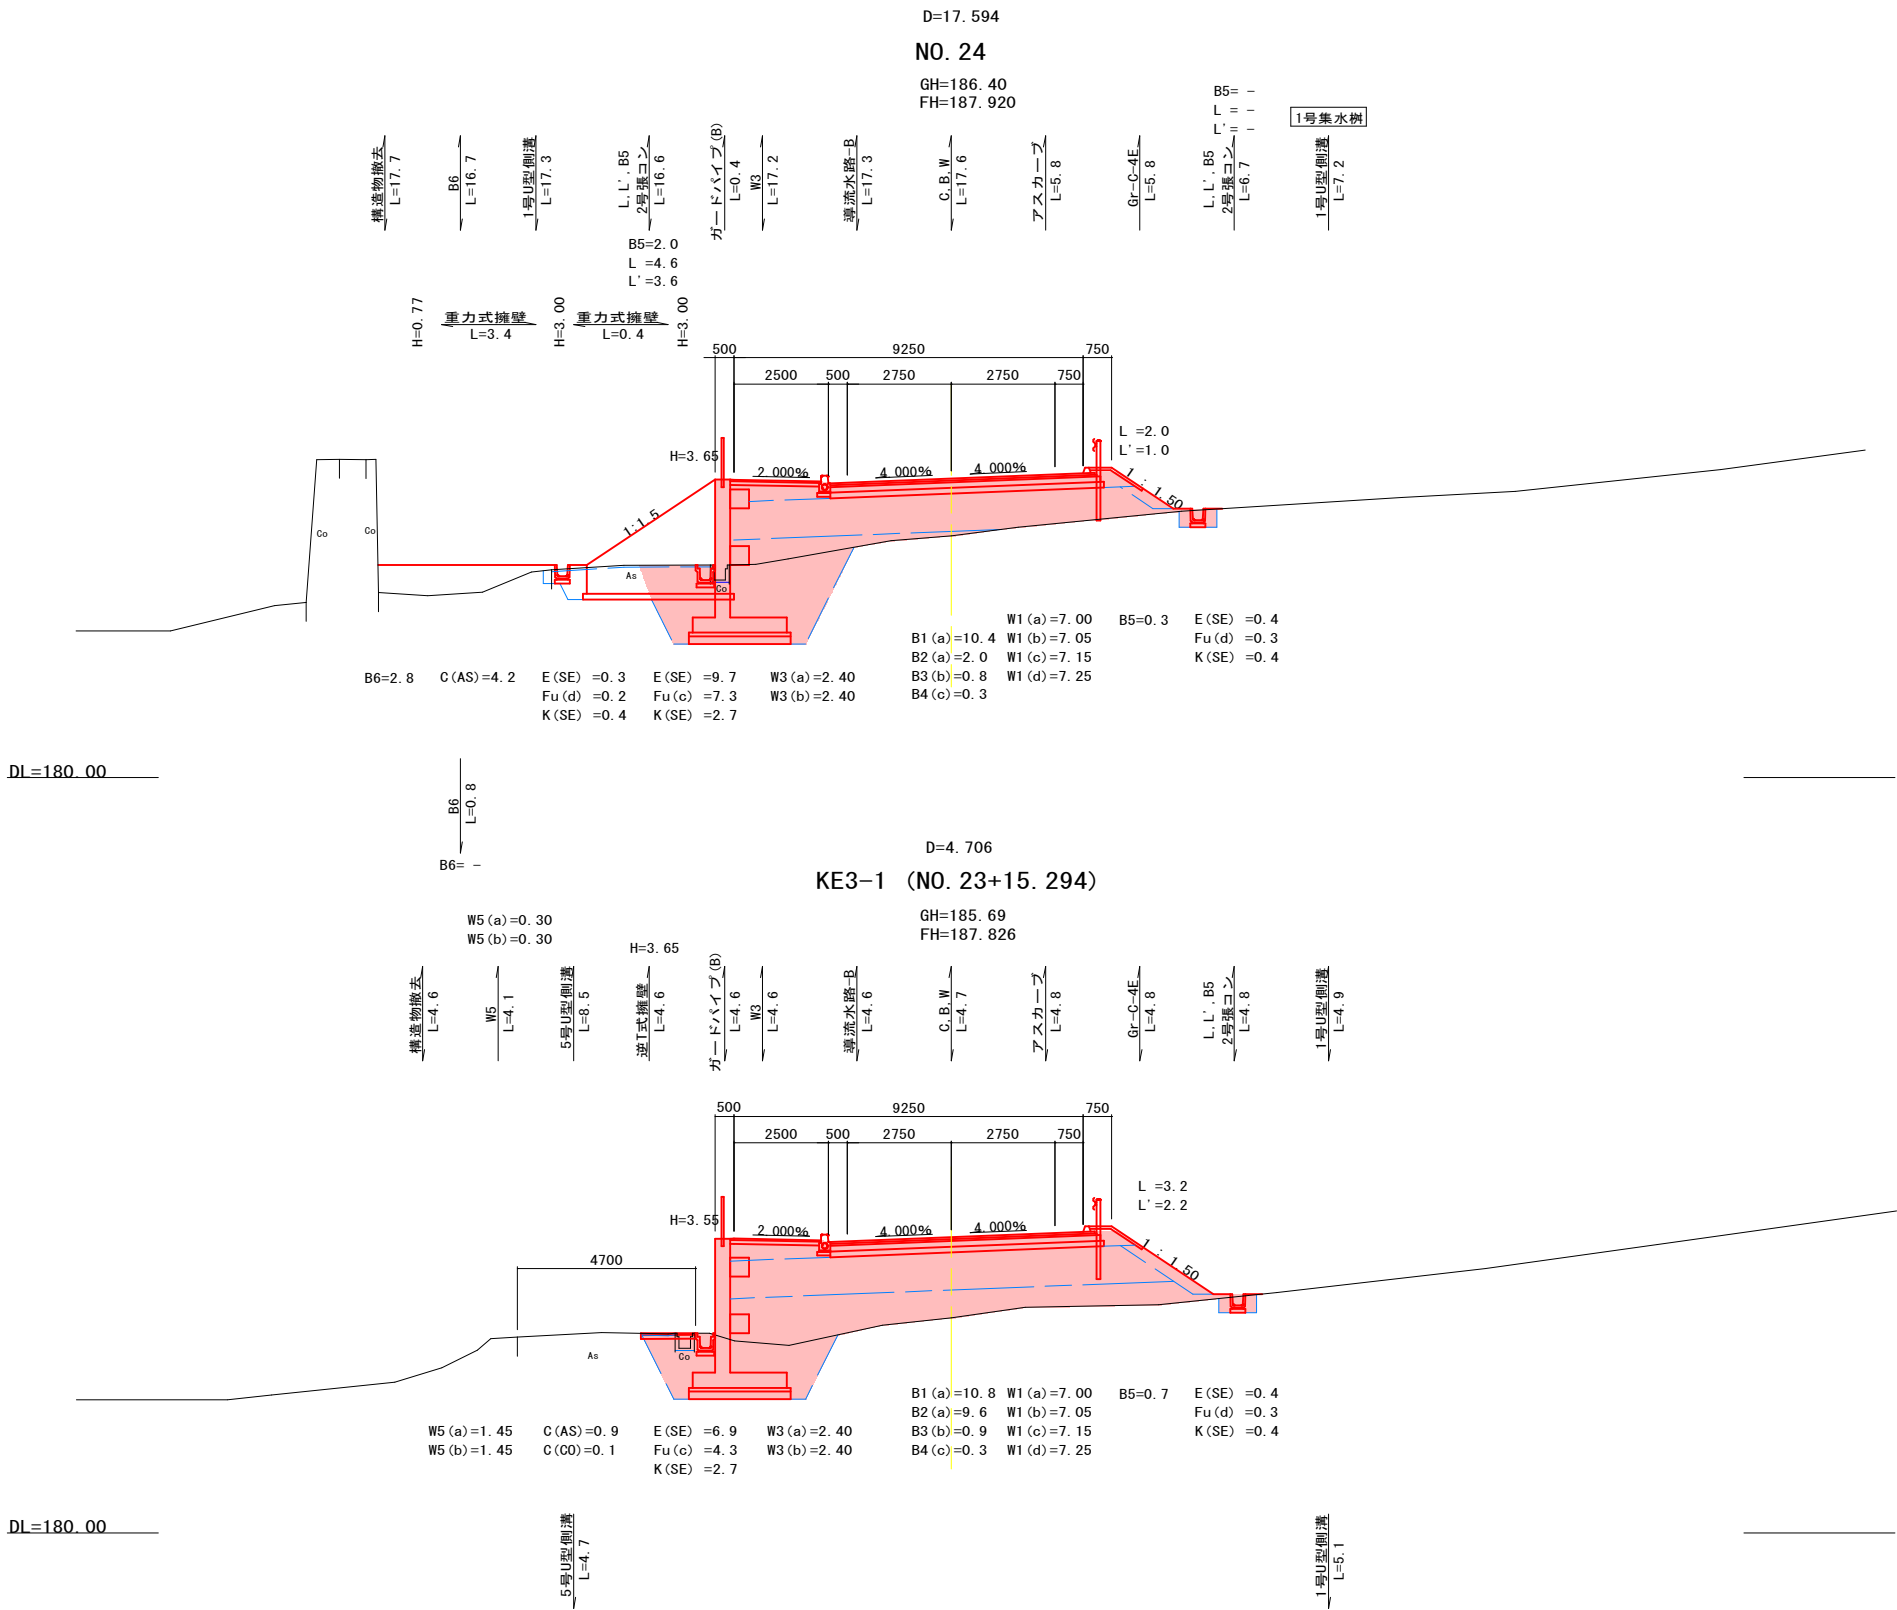 D=17.594
NO.24
GH=186.40
FH=187.920
B5= −
L = −
L'= −
1号集水桝
構造物撤去
L=17.7
B6
L=16.7
1号U型側溝
L=17.3
L,L',B5
2号張コン
L=16.6
ガードパイプ(B)
L=0.4
W3
L=17.2
導流水路-B
L=17.3
C,B,W
L=17.6
アスカーブ
L=5.8
Gr-C-4E
L=5.8
L,L',B5
2号張コン
L=6.7
1号U型側溝
L=7.2
B5=2.0
L =4.6
L'=3.6
H=0.77
重力式擁壁
L=3.4
H=3.00
重力式擁壁
L=0.4
H=3.00
500
9250
750
2500
500
2750
2750
750
L =2.0
L'=1.0
H=3.65
2.000%
4.000%
4.000%
1 : 1.50
1:1.5
Co
Co
As
Co
W1(a)=7.00
B5=0.3
E(SE) =0.4
B1(a)=10.4
W1(b)=7.05
Fu(d) =0.3
B2(a)=2.0
W1(c)=7.15
K(SE) =0.4
B3(b)=0.8
W1(d)=7.25
B4(c)=0.3
B6=2.8
C(AS)=4.2
E(SE) =0.3
E(SE) =9.7
W3(a)=2.40
Fu(d) =0.2
Fu(c) =7.3
W3(b)=2.40
K(SE) =0.4
K(SE) =2.7
DL=180.00
B6
L=0.8
B6= −
D=4.706
KE3-1 (NO.23+15.294)
GH=185.69
FH=187.826
W5(a)=0.30
W5(b)=0.30
H=3.65
構造物撤去
L=4.6
W5
L=4.1
5号U型側溝
L=8.5
逆T式擁壁
L=4.6
ガードパイプ(B)
L=4.6
W3
L=4.6
導流水路-B
L=4.6
C,B,W
L=4.7
アスカーブ
L=4.8
Gr-C-4E
L=4.8
L,L',B5
2号張コン
L=4.8
1号U型側溝
L=4.9
500
9250
750
2500
500
2750
2750
750
L =3.2
L'=2.2
H=3.55
2.000%
4.000%
4.000%
1 : 1.50
4700
As
Co
B1(a)=10.8
W1(a)=7.00
B5=0.7
E(SE) =0.4
B2(a)=9.6
W1(b)=7.05
Fu(d) =0.3
B3(b)=0.9
W1(c)=7.15
K(SE) =0.4
B4(c)=0.3
W1(d)=7.25
W5(a)=1.45
C(AS)=0.9
E(SE) =6.9
W3(a)=2.40
W5(b)=1.45
C(CO)=0.1
Fu(c) =4.3
W3(b)=2.40
K(SE) =2.7
DL=180.00
5号U型側溝
L=4.7
1号U型側溝
L=5.1